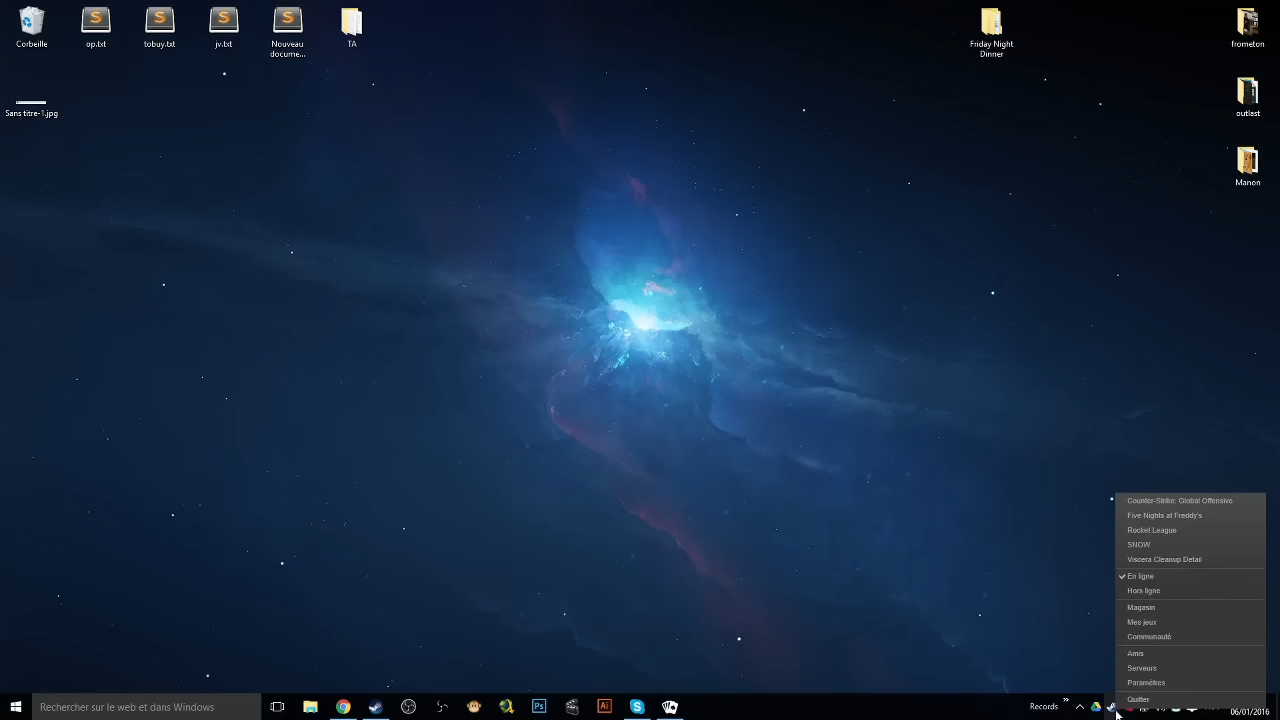 Corbeille
op.txt
tobuy.txt
jv.txt
Nouveau
docume...
TA
Friday Night
Dinner
frometon
Sans titre-1.jpg
outlast
Manon
Counter-Strike: Global Offensive
Five Nights at Freddy's
Rocket League
SNOW
Viscera Cleanup Detail
En ligne
Hors ligne
Magasin
Mes jeux
Communauté
Amis
Serveurs
Paramètres
Quitter
Rechercher sur le web et dans Windows
Ps
Ai
Records
06/01/2016